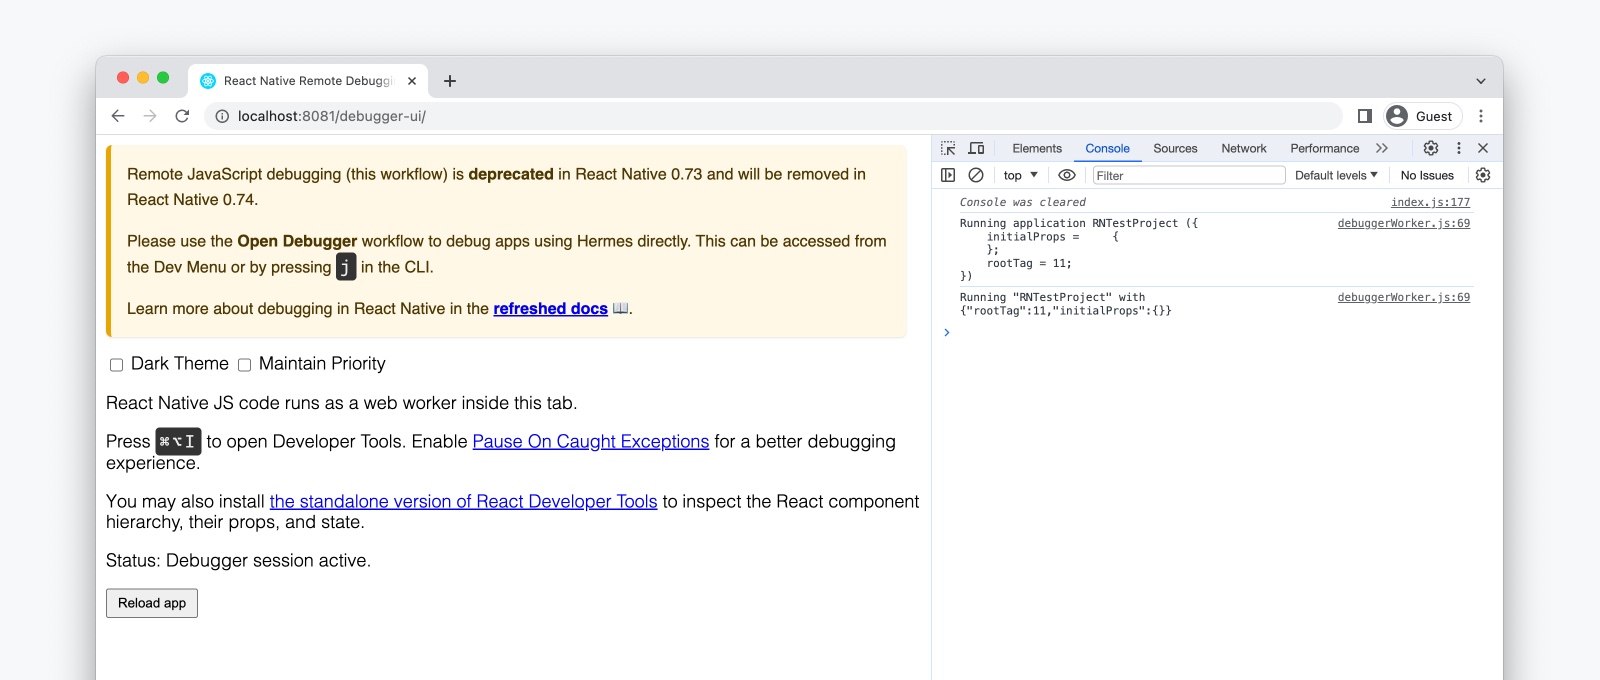 React Native Remote Debuggi
localhost:8081/debugger-ui/
Guest
Remote JavaScript debugging (this workflow) is deprecated in React Native 0.73 and will be removed in
React Native 0.74.
Please use the Open Debugger workflow to debug apps using Hermes directly. This can be accessed from
the Dev Menu or by pressing j in the CLI.
Learn more about debugging in React Native in the refreshed docs 📖.
Dark Theme Maintain Priority
React Native JS code runs as a web worker inside this tab.
Press ⌘⌥I to open Developer Tools. Enable Pause On Caught Exceptions for a better debugging
experience.
You may also install the standalone version of React Developer Tools to inspect the React component
hierarchy, their props, and state.
Status: Debugger session active.
Reload app
Elements Console Sources Network Performance
top Filter Default levels No Issues
Console was cleared index.js:177
Running application RNTestProject ({ debuggerWorker.js:69
initialProps = {
};
rootTag = 11;
})
Running "RNTestProject" with debuggerWorker.js:69
{"rootTag":11,"initialProps":{}}